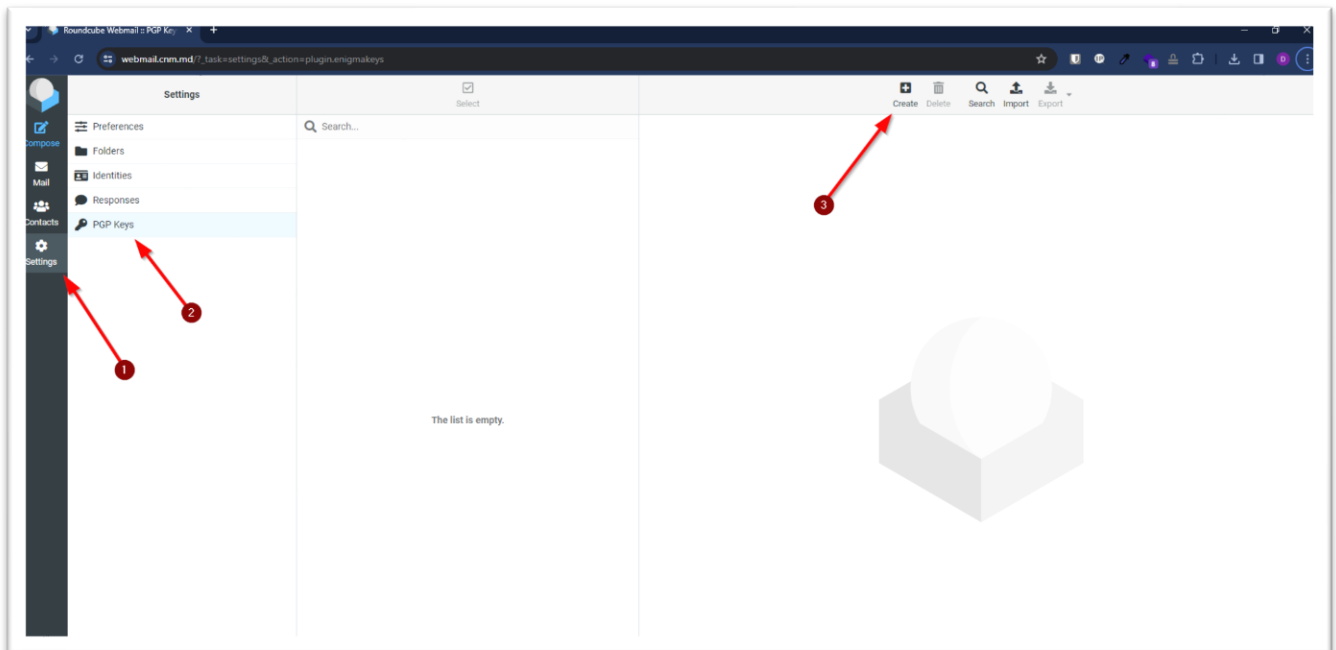 Roundcube Webmail :: PGP Key
webmail.cnm.md/?_task=settings&_action=plugin.enigmakeys
Settings
Select
Create Delete Search Import Export
Compose
Mail
Contacts
Settings
Preferences
Folders
Identities
Responses
PGP Keys
Search...
The list is empty.
1
2
3